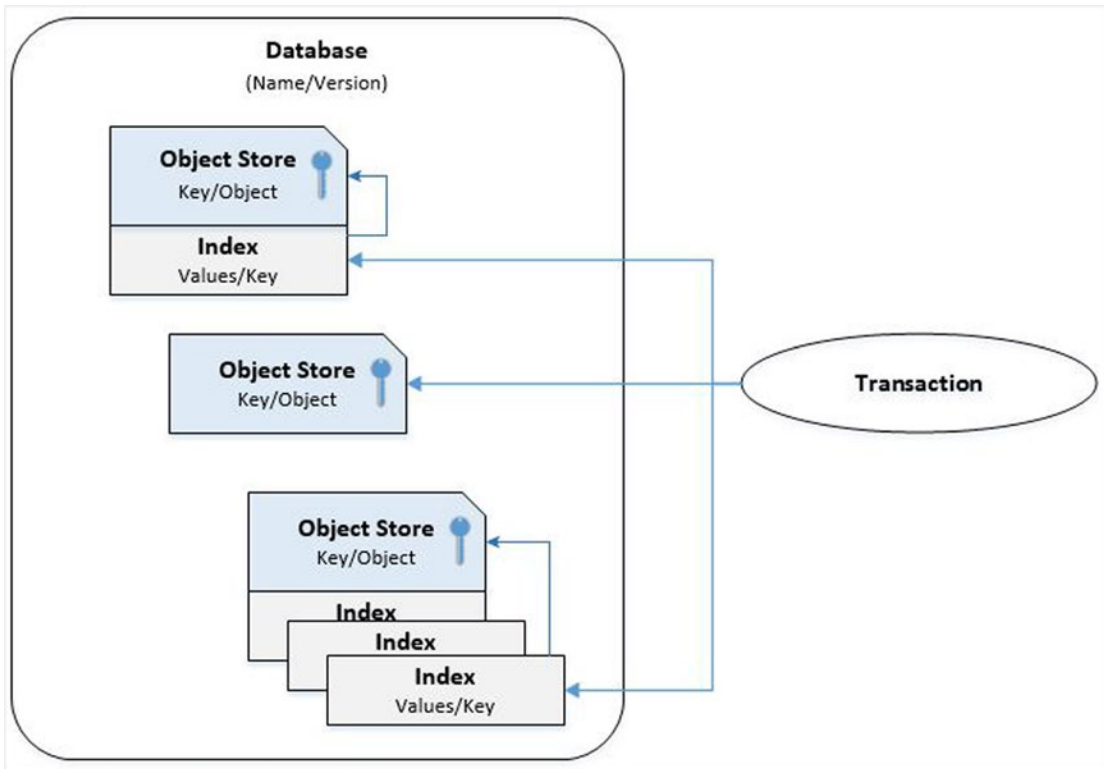 Database
(Name/Version)
Object Store
Key/Object
Index
Values/Key
Object Store
Key/Object
Transaction
Object Store
Key/Object
Index
Index
Index
Values/Key